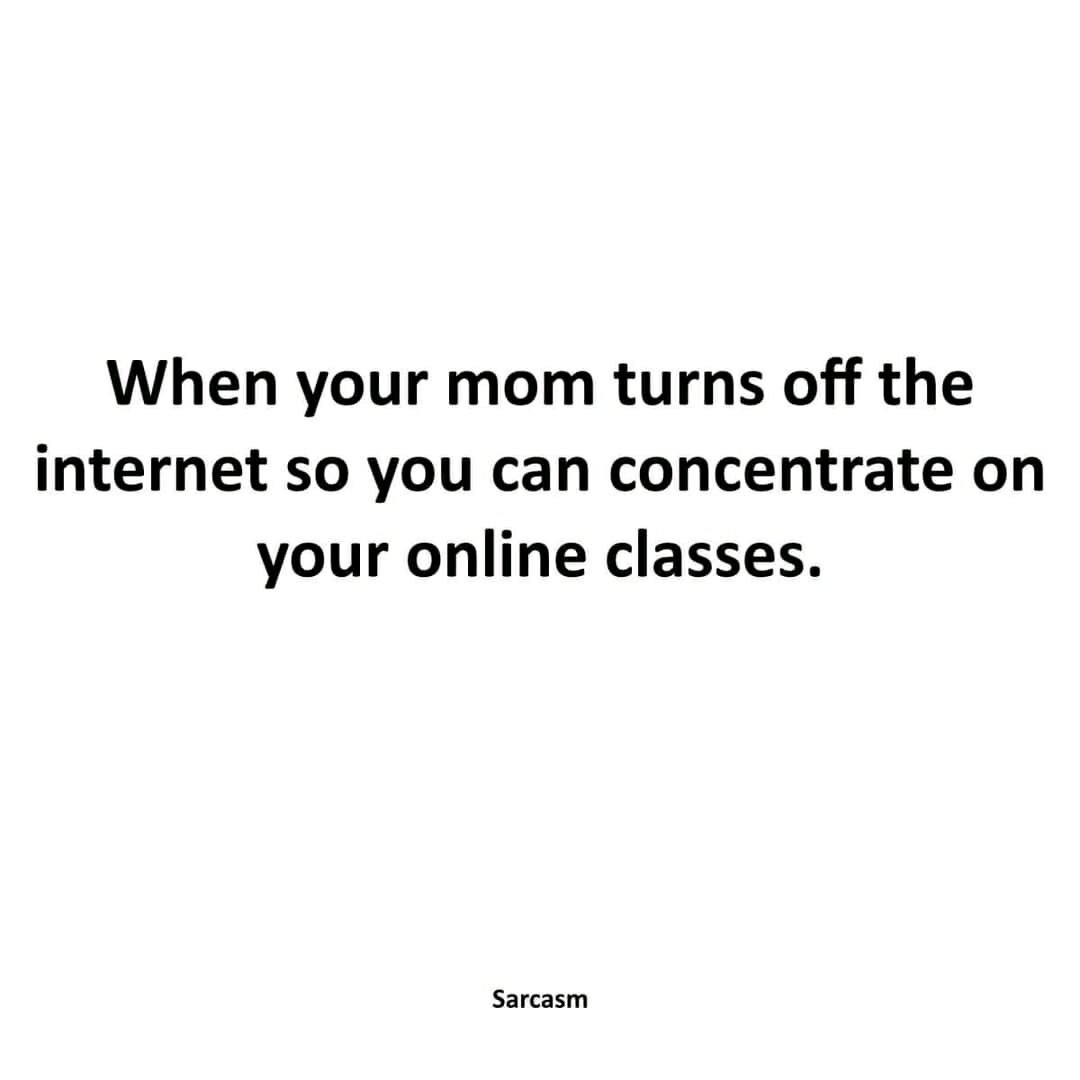 When your mom turns off the
internet so you can concentrate on
your online classes.
Sarcasm